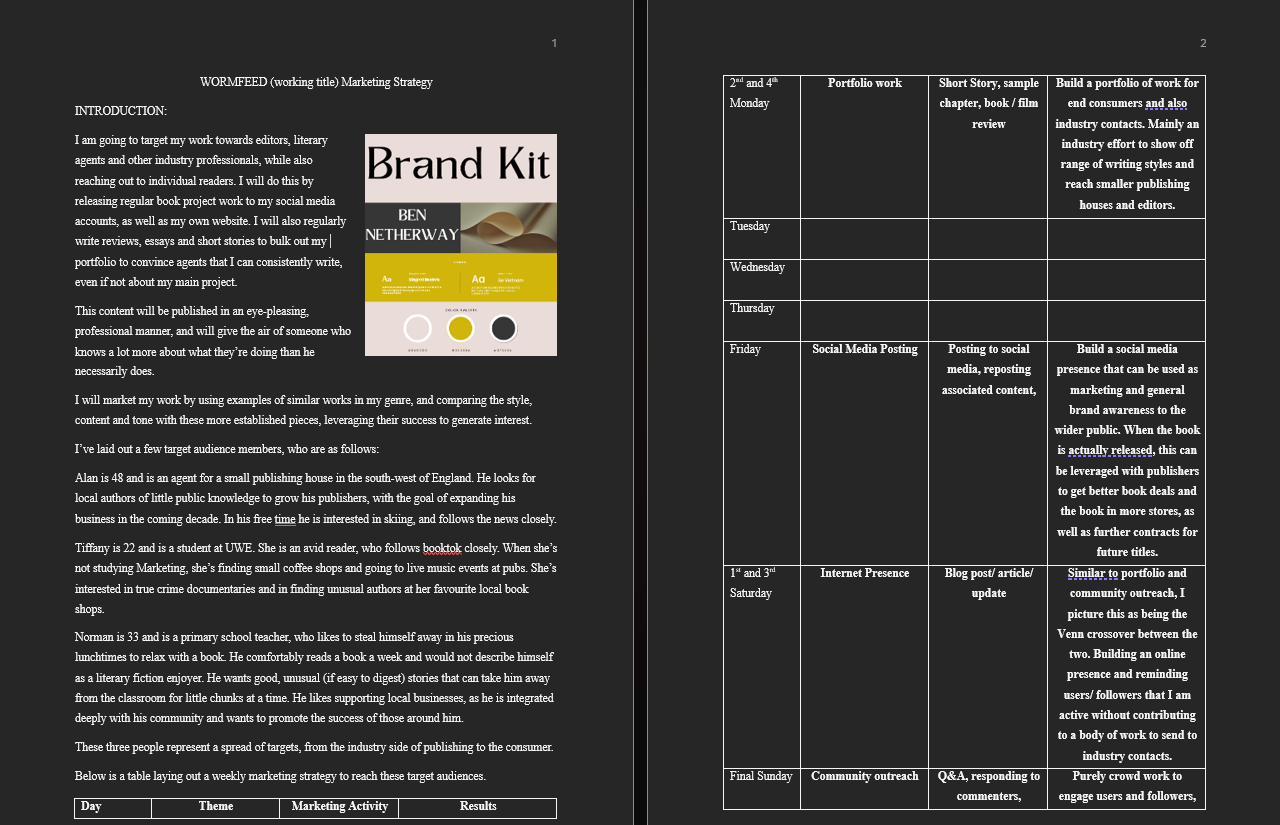 1
WORMFEED (working title) Marketing Strategy
INTRODUCTION:
I am going to target my work towards editors, literary
agents and other industry professionals, while also
reaching out to individual readers. I will do this by
releasing regular book project work to my social media
accounts, as well as my own website. I will also regularly
write reviews, essays and short stories to bulk out my
portfolio to convince agents that I can consistently write,
even if not about my main project.
Brand Kit
BEN
NETHERWAY
Aa
Aa
This content will be published in an eye-pleasing,
professional manner, and will give the air of someone who
knows a lot more about what they're doing than he
necessarily does.
I will market my work by using examples of similar works in my genre, and comparing the style,
content and tone with these more established pieces, leveraging their success to generate interest.
I've laid out a few target audience members, who are as follows:
Alan is 48 and is an agent for a small publishing house in the south-west of England. He looks for
local authors of little public knowledge to grow his publishers, with the goal of expanding his
business in the coming decade. In his free time he is interested in skiing, and follows the news closely.
Tiffany is 22 and is a student at UWE. She is an avid reader, who follows booktok closely. When she's
not studying Marketing, she's finding small coffee shops and going to live music events at pubs. She's
interested in true crime documentaries and in finding unusual authors at her favourite local book
shops.
Norman is 33 and is a primary school teacher, who likes to steal himself away in his precious
lunchtimes to relax with a book. He comfortably reads a book a week and would not describe himself
as a literary fiction enjoyer. He wants good, unusual (if easy to digest) stories that can take him away
from the classroom for little chunks at a time. He likes supporting local businesses, as he is integrated
deeply with his community and wants to promote the success of those around him.
These three people represent a spread of targets, from the industry side of publishing to the consumer.
Below is a table laying out a weekly marketing strategy to reach these target audiences.
Day Theme Marketing Activity Results
2
2nd and 4th
Monday
Portfolio work
Short Story, sample
chapter, book / film
review
Build a portfolio of work for
end consumers and also
industry contacts. Mainly an
industry effort to show off
range of writing styles and
reach smaller publishing
houses and editors.
Tuesday
Wednesday
Thursday
Friday
Social Media Posting
Posting to social
media, reposting
associated content,
Build a social media
presence that can be used as
marketing and general
brand awareness to the
wider public. When the book
is actually released, this can
be leveraged with publishers
to get better book deals and
the book in more stores, as
well as further contracts for
future titles.
1st and 3rd
Saturday
Internet Presence
Blog post/ article/
update
Similar to portfolio and
community outreach, I
picture this as being the
Venn crossover between the
two. Building an online
presence and reminding
users/ followers that I am
active without contributing
to a body of work to send to
industry contacts.
Final Sunday
Community outreach
Q&A, responding to
commenters,
Purely crowd work to
engage users and followers,